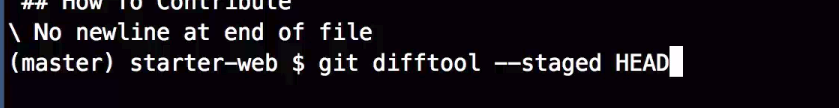 ## How To Contribute
\ No newline at end of file
(master) starter-web $ git difftool --staged HEAD